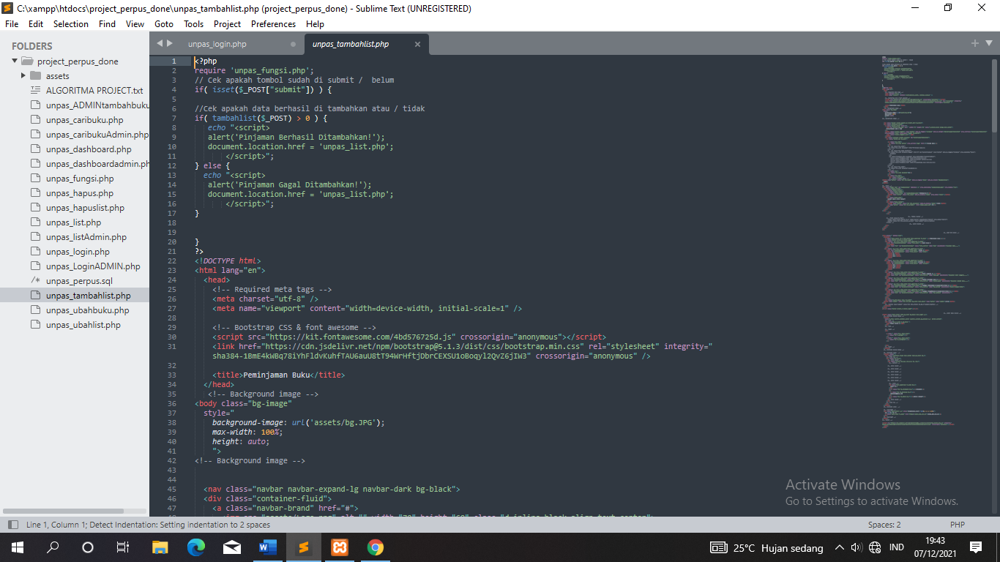 C:\xampp\htdocs\project_perpus_done\unpas_tambahlist.php (project_perpus_done) - Sublime Text (UNREGISTERED)
File Edit Selection Find View Goto Tools Project Preferences Help
FOLDERS
project_perpus_done
assets
ALGORITMA PROJECT.txt
unpas_ADMINtambahbuku
unpas_caribuku.php
unpas_caribukuAdmin.php
unpas_dashboard.php
unpas_dashboardadmin.ph
unpas_fungsi.php
unpas_hapus.php
unpas_hapuslist.php
unpas_list.php
unpas_listAdmin.php
unpas_login.php
unpas_LoginADMIN.php
unpas_perpus.sql
unpas_tambahlist.php
unpas_ubahbuku.php
unpas_ubahlist.php
unpas_login.php
unpas_tambahlist.php
1 <?php
2 require 'unpas_fungsi.php';
3 // Cek apakah tombol sudah di submit /  belum
4 if( isset($_POST["submit"]) ) {
5
6 //Cek apakah data berhasil di tambahkan atau / tidak
7 if( tambahlist($_POST) > 0 ) {
8 echo "<script>
9 alert('Pinjaman Berhasil Ditambahkan!');
10 document.location.href = 'unpas_list.php';
11 </script>";
12 } else {
13 echo "<script>
14 alert('Pinjaman Gagal Ditambahkan!');
15 document.location.href = 'unpas_list.php';
16 </script>";
17 }
18
19
20 }
21 ?>
22 <!DOCTYPE html>
23 <html lang="en">
24 <head>
25 <!-- Required meta tags -->
26 <meta charset="utf-8" />
27 <meta name="viewport" content="width=device-width, initial-scale=1" />
28
29 <!-- Bootstrap CSS & font awesome -->
30 <script src="https://kit.fontawesome.com/4bd576725d.js" crossorigin="anonymous"></script>
31 <link href="https://cdn.jsdelivr.net/npm/bootstrap@5.1.3/dist/css/bootstrap.min.css" rel="stylesheet" integrity="
sha384-1BmE4kWBq78iYhFldvKuhfTAU6auU8tT94WrHftjDbrCEXSU1oBoqyl2QvZ6jIW3" crossorigin="anonymous" />
32
33 <title>Peminjaman Buku</title>
34 </head>
35 <!-- Background image -->
36 <body class="bg-image"
37 style="
38 background-image: url('assets/bg.JPG');
39 max-width: 100%;
40 height: auto;
41 ">
42 <!-- Background image -->
43
44
45 <nav class="navbar navbar-expand-lg navbar-dark bg-black">
46 <div class="container-fluid">
47 <a class="navbar-brand" href="#">
Activate Windows
Go to Settings to activate Windows.
Line 1, Column 1; Detect Indentation: Setting indentation to 2 spaces
Spaces: 2
PHP
25°C Hujan sedang
IND
19:43
07/12/2021